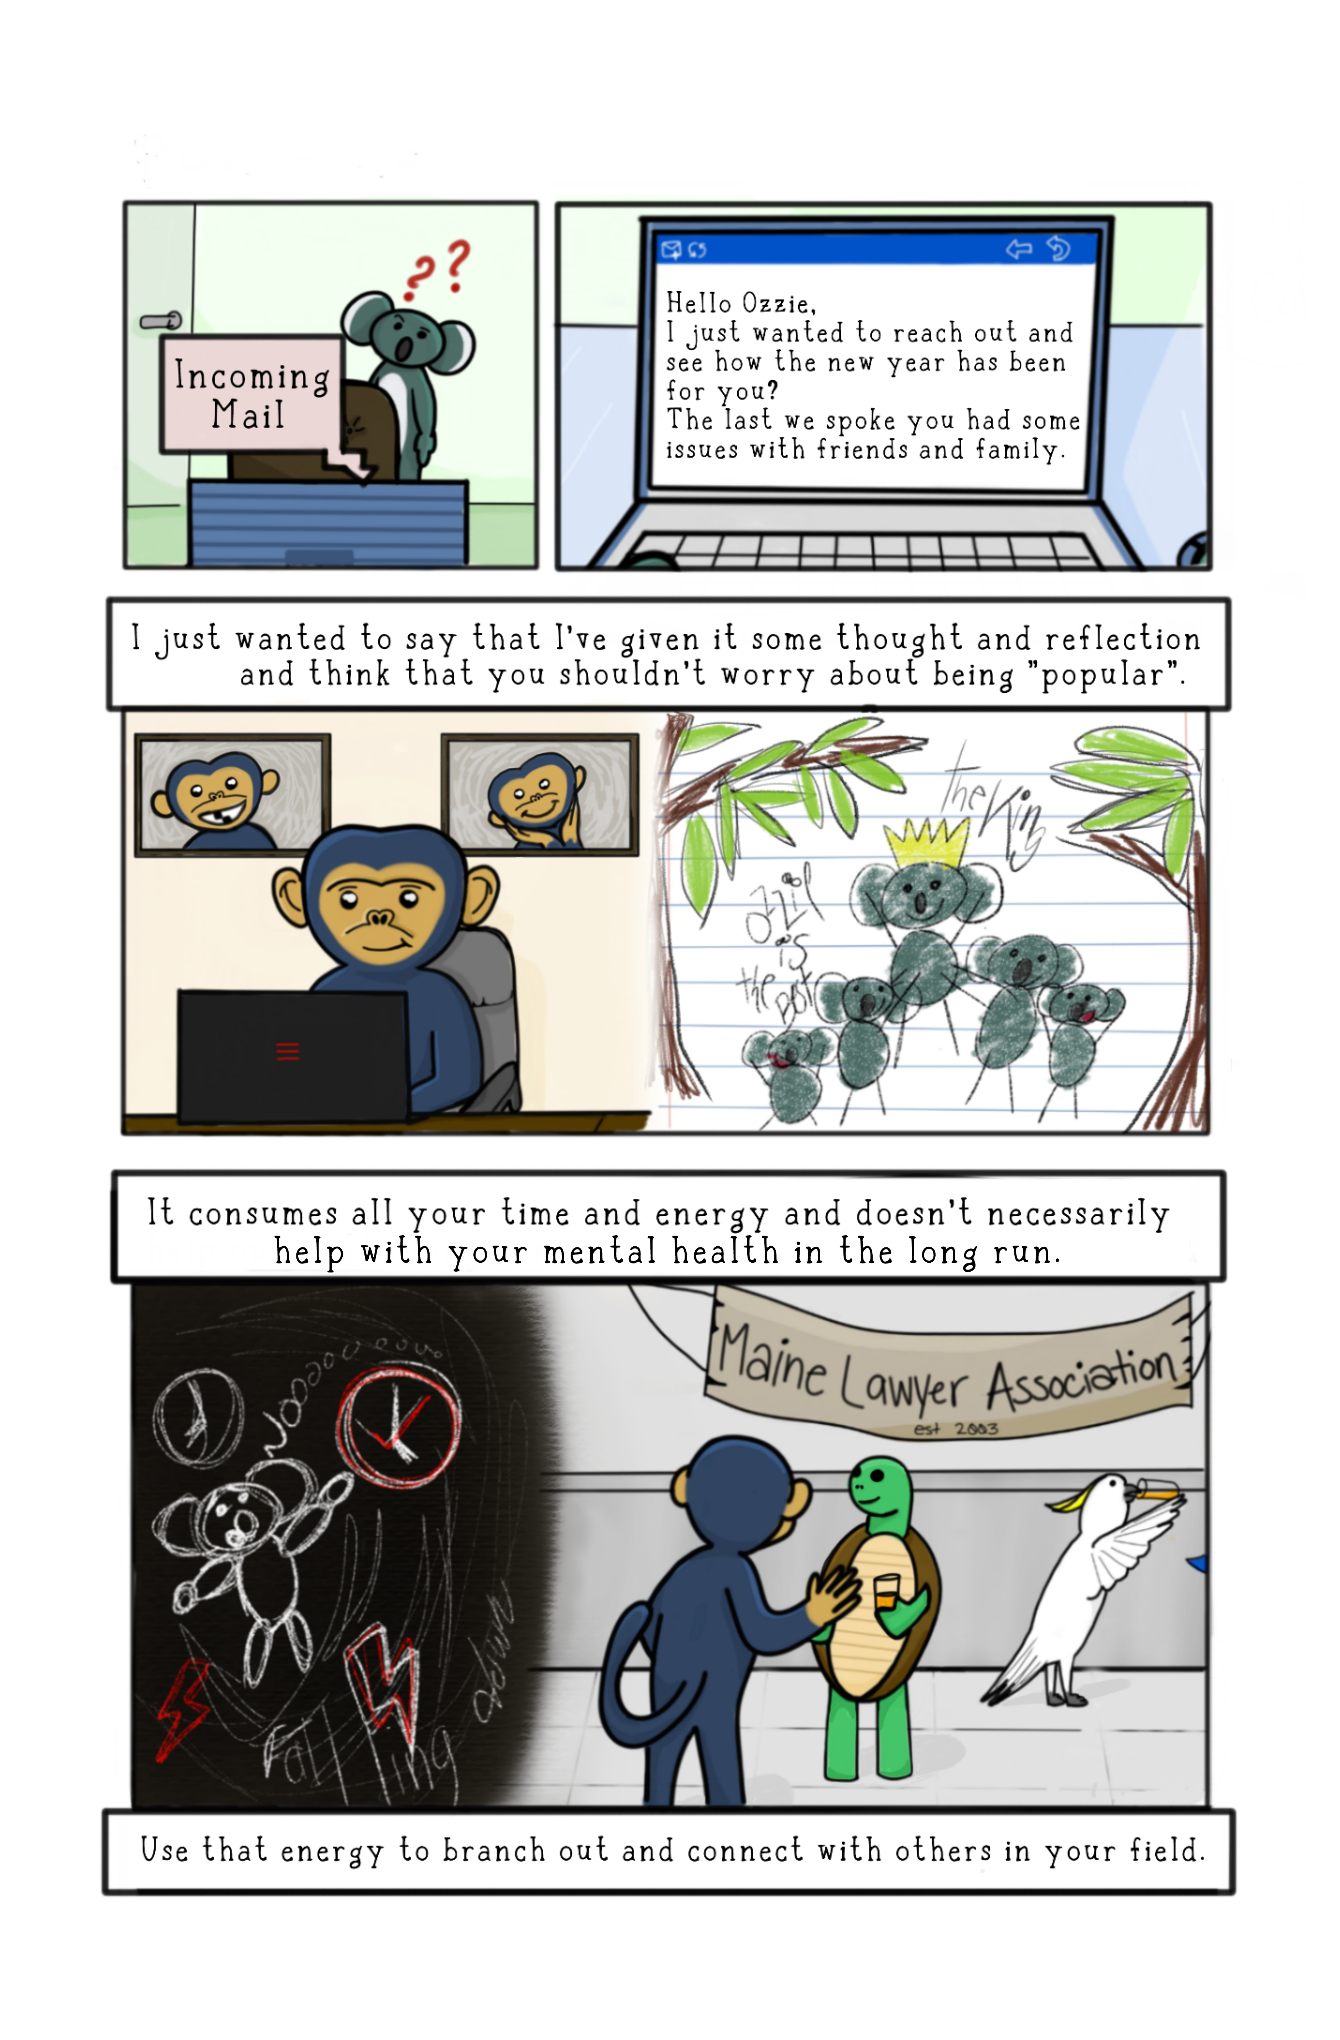 ??
Incoming
Mail
Hello Ozzie,
I just wanted to reach out and
see how the new year has been
for you?
The last we spoke you had some
issues with friends and family.
I just wanted to say that I've given it some thought and reflection
and think that you shouldn't worry about being "popular".
the King
Ozzie
is
the Best
It consumes all your time and energy and doesn't necessarily
help with your mental health in the long run.
Nooooooooooo
Falling down
Maine Lawyer Association
est 2003
Use that energy to branch out and connect with others in your field.